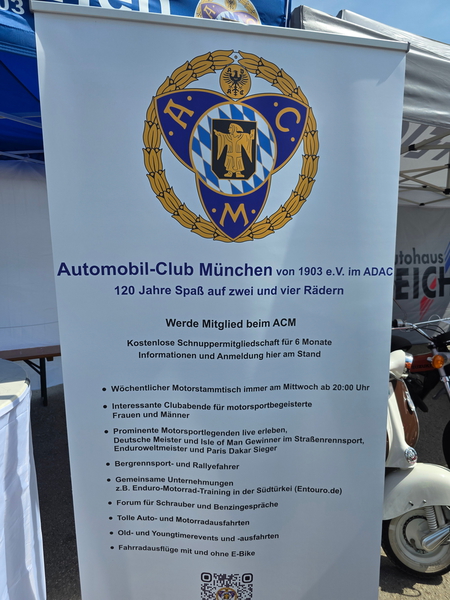 03
A C
M
Automobil-Club München von 1903 e.V. im ADAC
120 Jahre Spaß auf zwei und vier Rädern
Werde Mitglied beim ACM
Kostenlose Schnuppermitgliedschaft für 6 Monate
Informationen und Anmeldung hier am Stand
• Wöchentlicher Motorstammtisch immer am Mittwoch ab 20:00 Uhr
• Interessante Clubabende für motorsportbegeisterte
Frauen und Männer
• Prominente Motorsportlegenden live erleben,
Deutsche Meister und Isle of Man Gewinner im Straßenrennsport,
Enduroweltmeister und Paris Dakar Sieger
• Bergrennsport- und Rallyefahrer
• Gemeinsame Unternehmungen
z.B. Enduro-Motorrad-Training in der Südtürkei (Entouro.de)
• Forum für Schrauber und Benzingespräche
• Tolle Auto- und Motorradausfahrten
• Old- und Youngtimerevents und -ausfahrten
• Fahrradausflüge mit und ohne E-Bike
utohaus
EICH